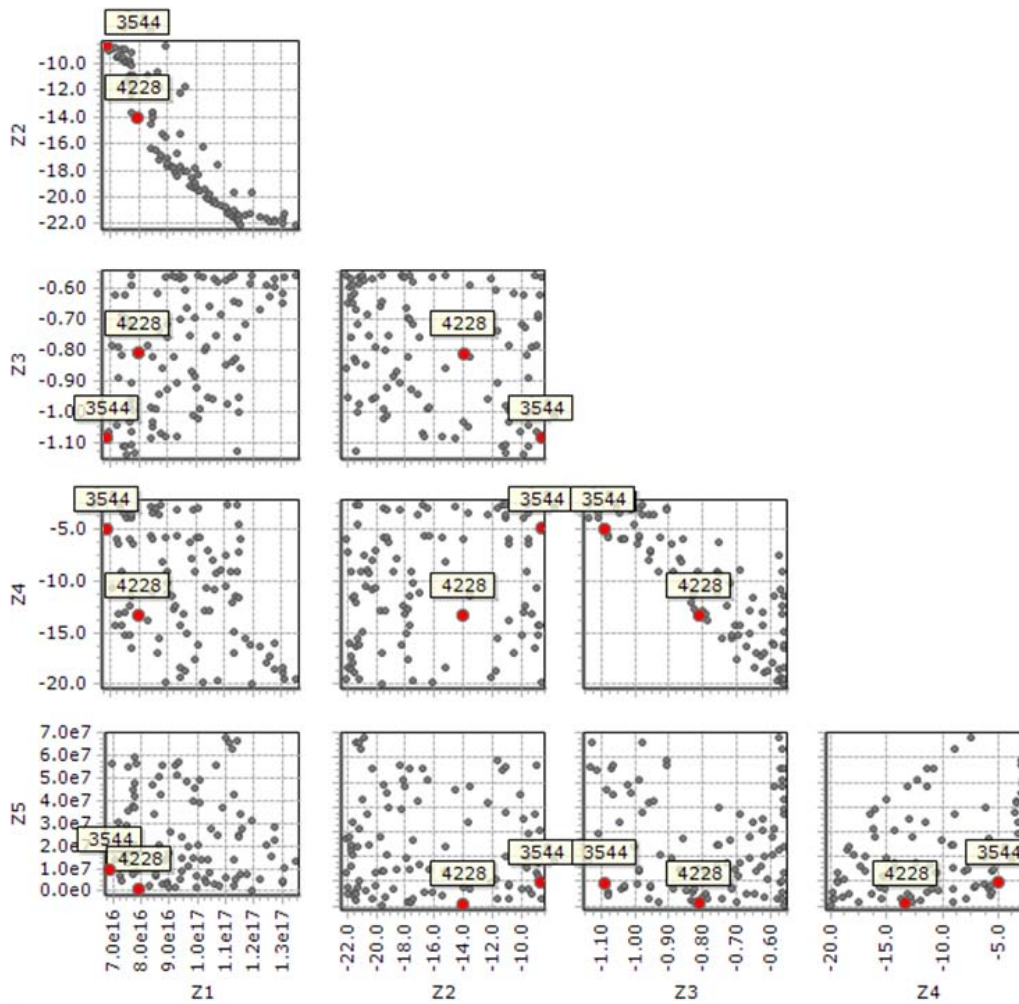 3544
-10.0
-12.0
4228
-14.0
-16.0
-18.0
-20.0
-22.0
Z2
-0.60
-0.70
4228
4228
-0.80
-0.90
-1.00
3544
3544
-1.10
Z3
3544
3544
3544
-5.0
-10.0
4228
4228
4228
-15.0
-20.0
Z4
7.0e7
6.0e7
5.0e7
4.0e7
3.0e7
3544
2.0e7
4228
3544
3544
3544
1.0e7
4228
4228
4228
0.0e0
Z5
7.0e16
8.0e16
9.0e16
1.0e17
1.1e17
1.2e17
1.3e17
-22.0
-20.0
-18.0
-16.0
-14.0
-12.0
-10.0
-1.10
-1.00
-0.90
-0.80
-0.70
-0.60
-20.0
-15.0
-10.0
-5.0
Z1
Z2
Z3
Z4